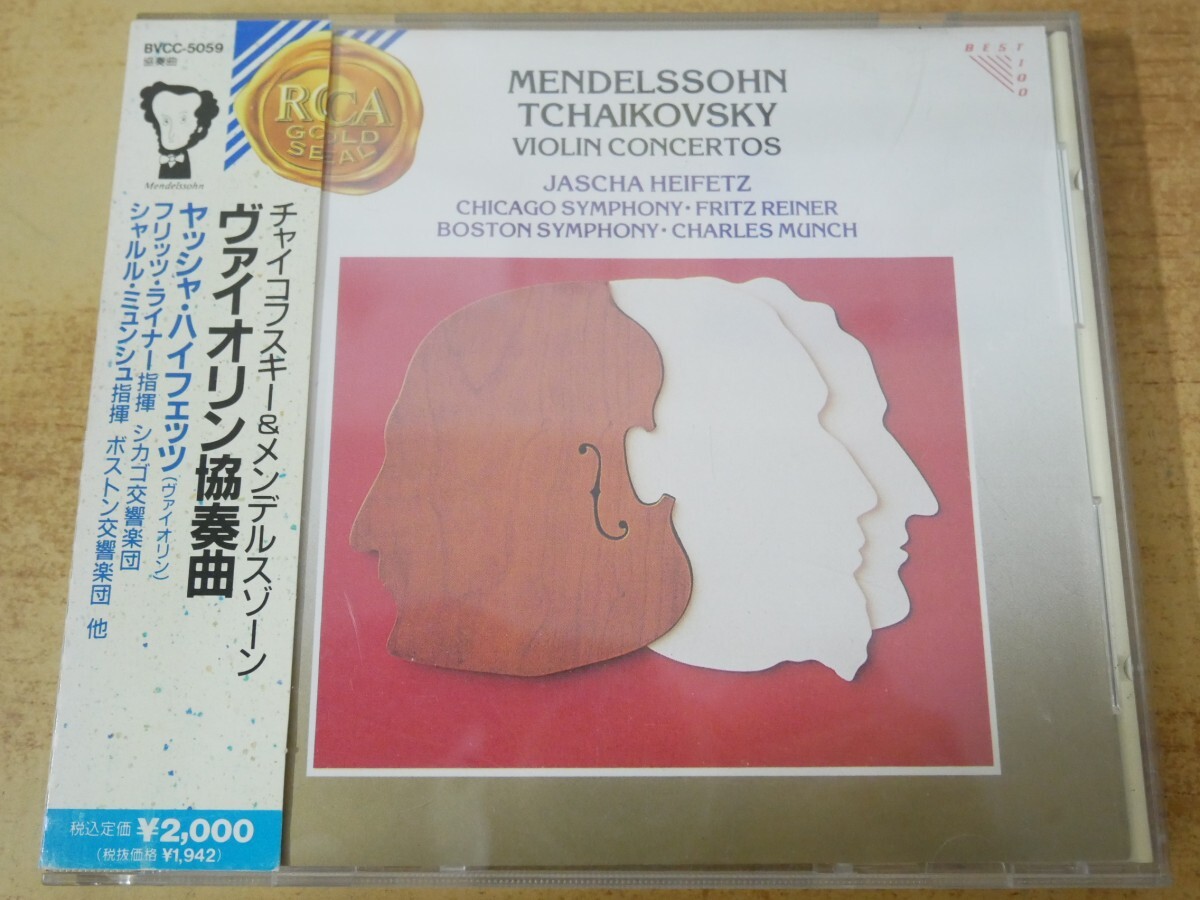 BVCC-5059
協奏曲
Mendelssohn
チャイコフスキー&メンデルスゾーン
ヴァイオリン協奏曲
ヤッシャ・ハイフェッツ(ヴァイオリン)
フリッツ・ライナー指揮 シカゴ交響楽団
シャルル・ミュンシュ指揮 ボストン交響楽団 他
税込定価 ¥2,000
(税抜価格 ¥1,942)
RCA
GOLD
SEAL
BEST
100
MENDELSSOHN
TCHAIKOVSKY
VIOLIN CONCERTOS
JASCHA HEIFETZ
CHICAGO SYMPHONY・FRITZ REINER
BOSTON SYMPHONY・CHARLES MUNCH